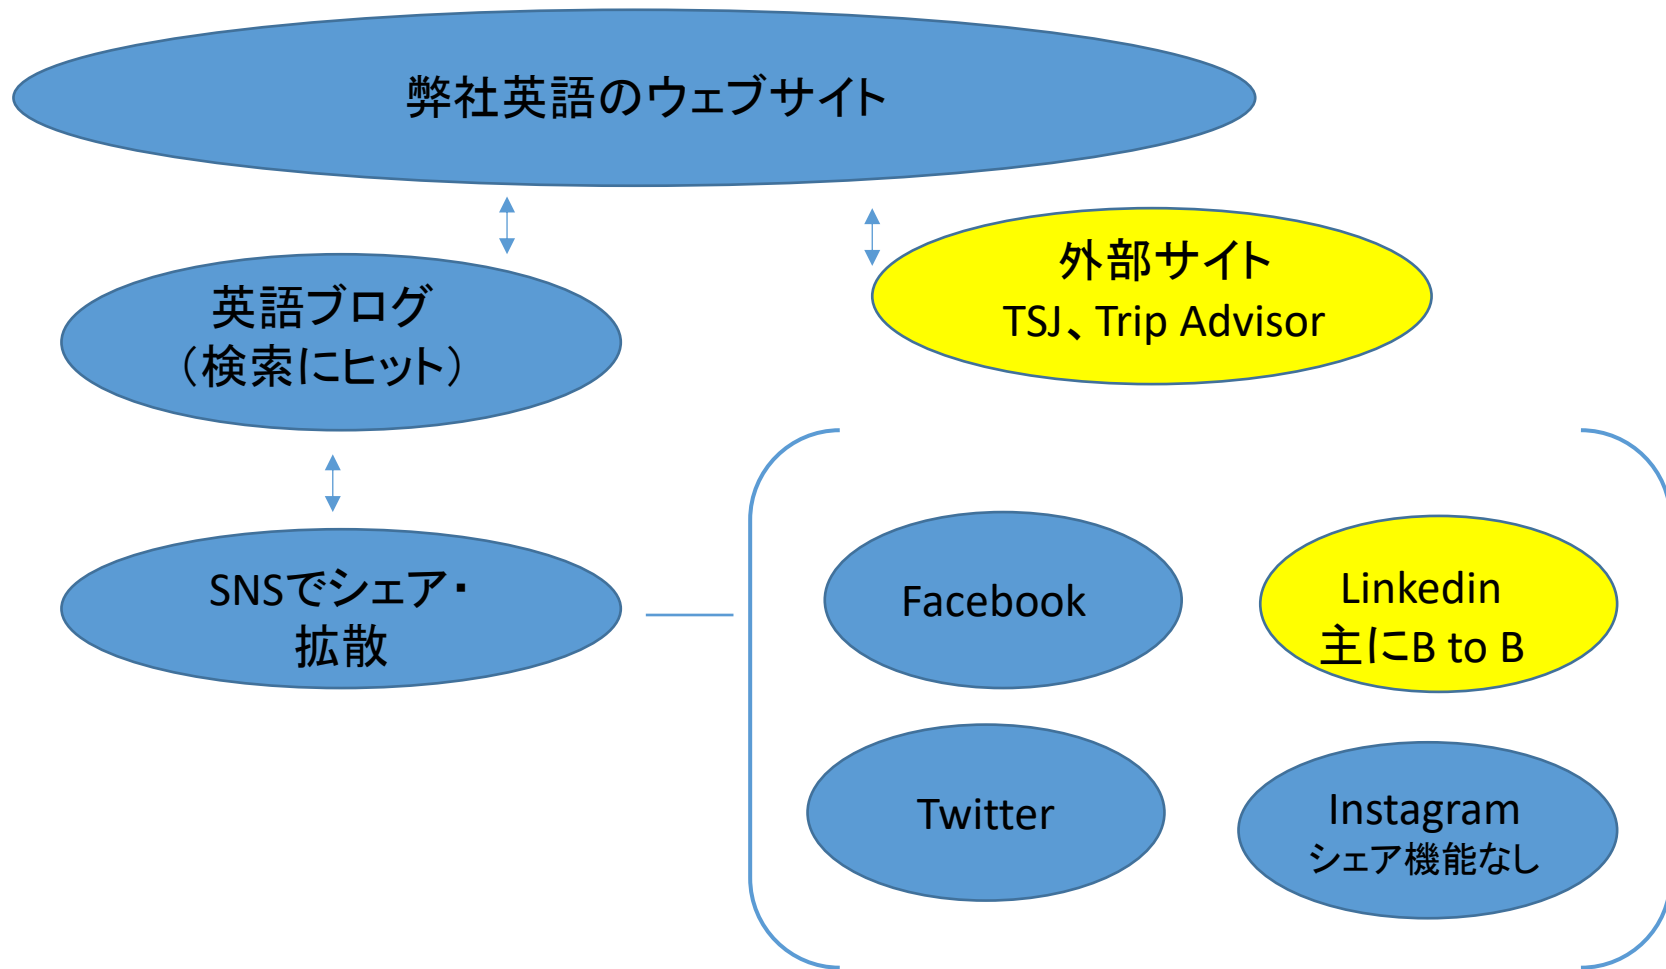 弊社英語のウェブサイト
外部サイト
TSJ、Trip Advisor
英語ブログ
（検索にヒット）
SNSでシェア・
拡散
Facebook
Linkedin
主にB to B
Twitter
Instagram
シェア機能なし